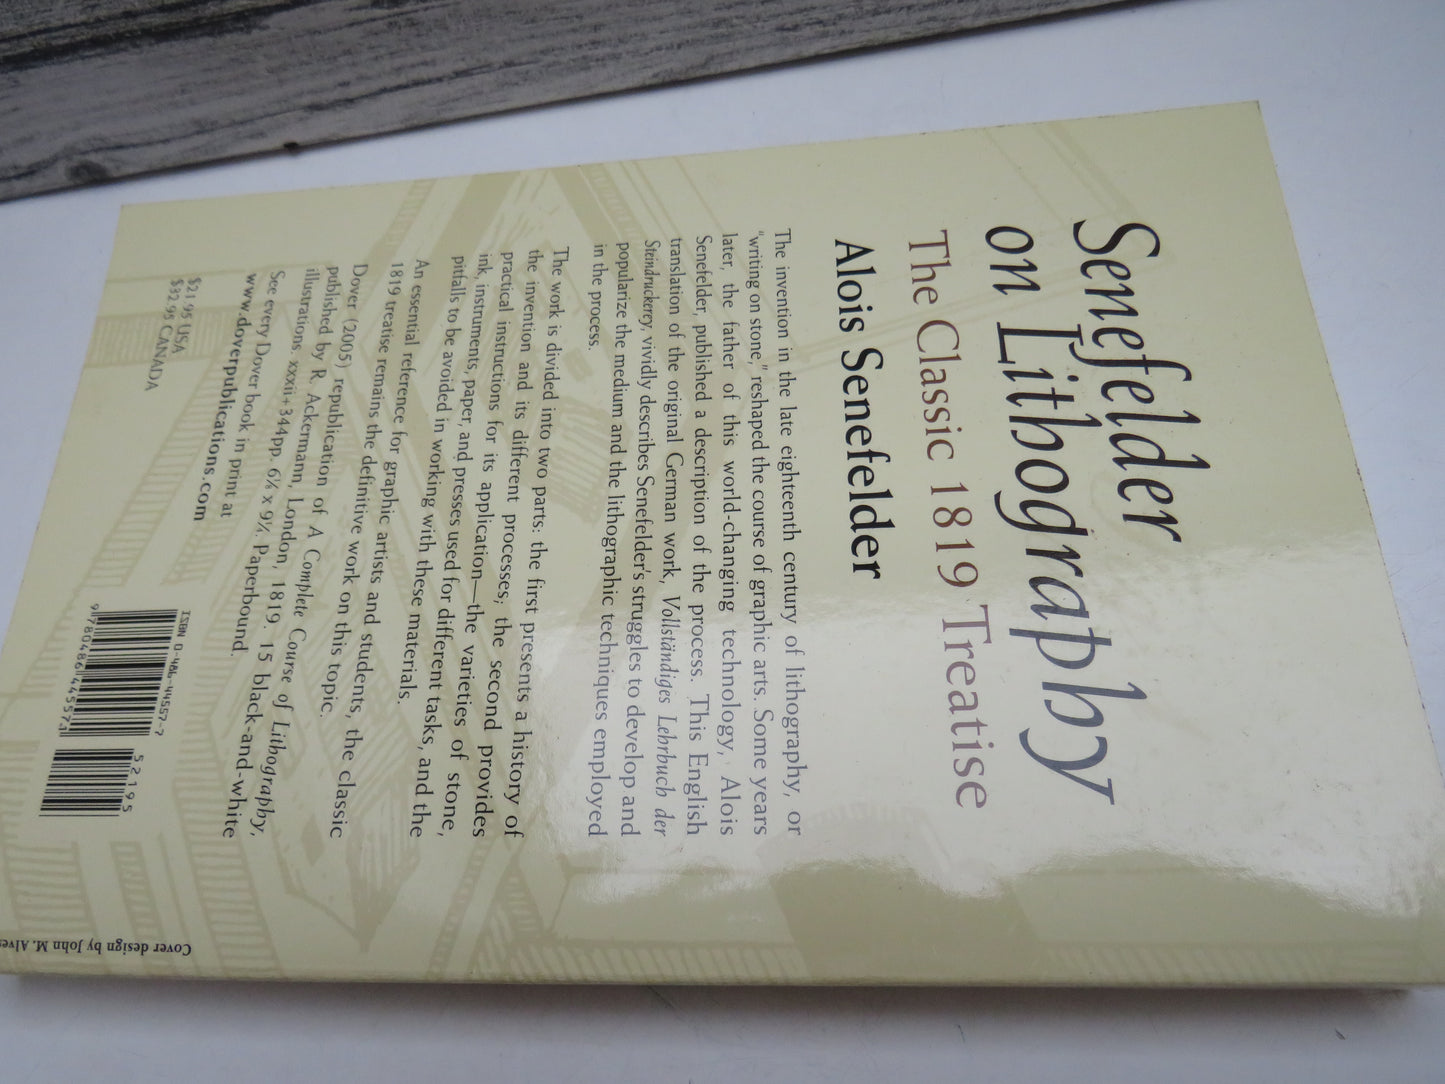 Senefelder
on Lithography
The Classic 1819 Treatise
Alois Senefelder
The invention in the late eighteenth century of lithography, or
"writing on stone," reshaped the course of graphic arts. Some years
later, the father of this world-changing technology, Alois
Senefelder, published a description of the process. This English
translation of the original German work, Vollständiges Lehrbuch der
Steindruckerey, vividly describes Senefelder's struggles to develop and
popularize the medium and the lithographic techniques employed
in the process.
The work is divided into two parts: the first presents a history of
the invention and its different processes; the second provides
practical instructions for its application—the varieties of stone,
ink, instruments, paper, and presses used for different tasks, and the
pitfalls to be avoided in working with these materials.
An essential reference for graphic artists and students, the classic
1819 treatise remains the definitive work on this topic.
Dover (2005) republication of A Complete Course of Lithography,
published by R. Ackermann, London, 1819. 15 black-and-white
illustrations. xxxi+344pp. 6⅛ x 9¼. Paperbound.
See every Dover book in print at
www.doverpublications.com
$21.95 USA
$32.95 CANADA
ISBN 0-486-44557-7
9 780486 445571
52195
Cover design by John M. Alves